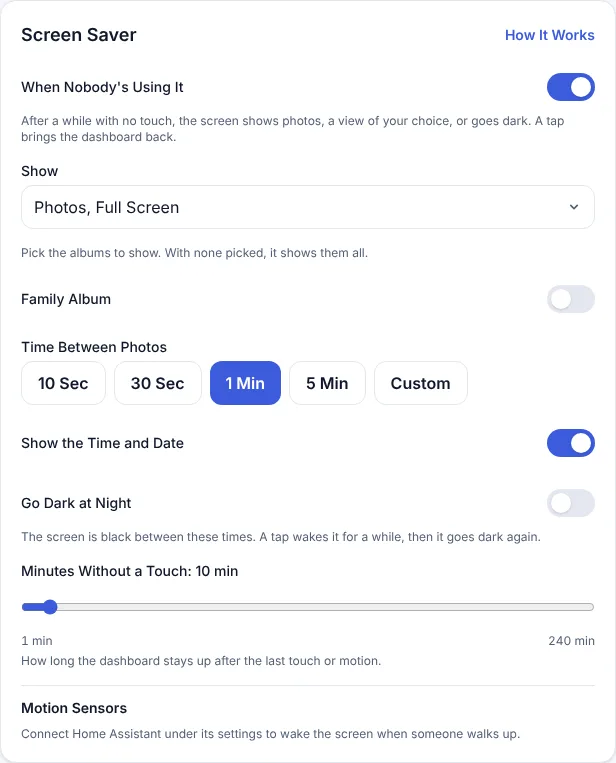 Screen Saver
How It Works
When Nobody's Using It
After a while with no touch, the screen shows photos, a view of your choice, or goes dark. A tap
brings the dashboard back.
Show
Photos, Full Screen
Pick the albums to show. With none picked, it shows them all.
Family Album
Time Between Photos
10 Sec
30 Sec
1 Min
5 Min
Custom
Show the Time and Date
Go Dark at Night
The screen is black between these times. A tap wakes it for a while, then it goes dark again.
Minutes Without a Touch: 10 min
1 min
240 min
How long the dashboard stays up after the last touch or motion.
Motion Sensors
Connect Home Assistant under its settings to wake the screen when someone walks up.